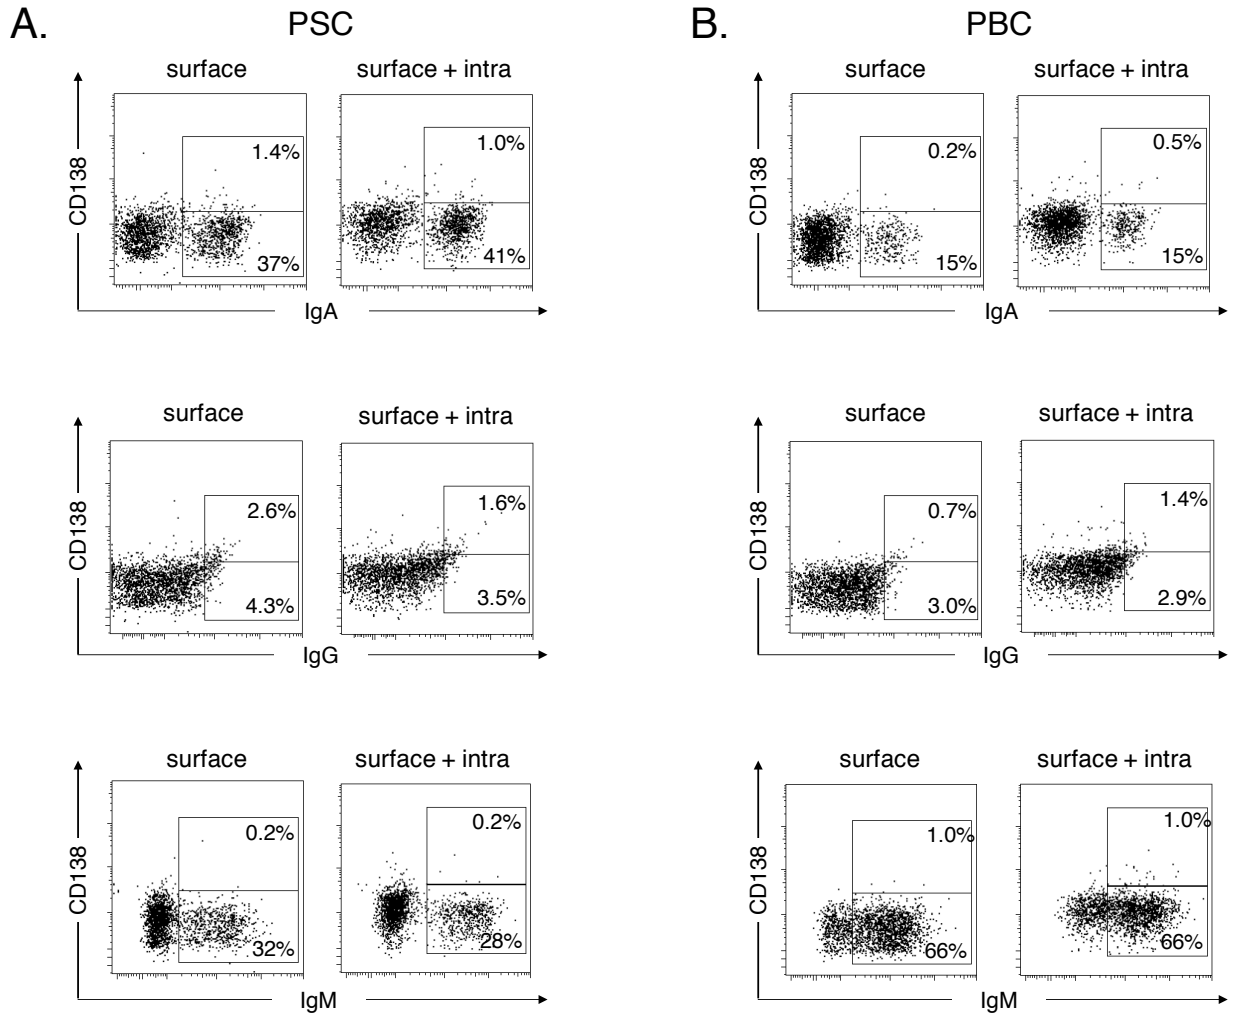 A.
PSC
surface
surface + intra
CD138
1.4%
37%
1.0%
41%
IgA
surface
surface + intra
CD138
2.6%
4.3%
1.6%
3.5%
IgG
surface
surface + intra
CD138
0.2%
32%
0.2%
28%
IgM
B.
PBC
surface
surface + intra
CD138
0.2%
15%
0.5%
15%
IgA
surface
surface + intra
CD138
0.7%
3.0%
1.4%
2.9%
IgG
surface
surface + intra
CD138
1.0%
66%
1.0%
66%
IgM